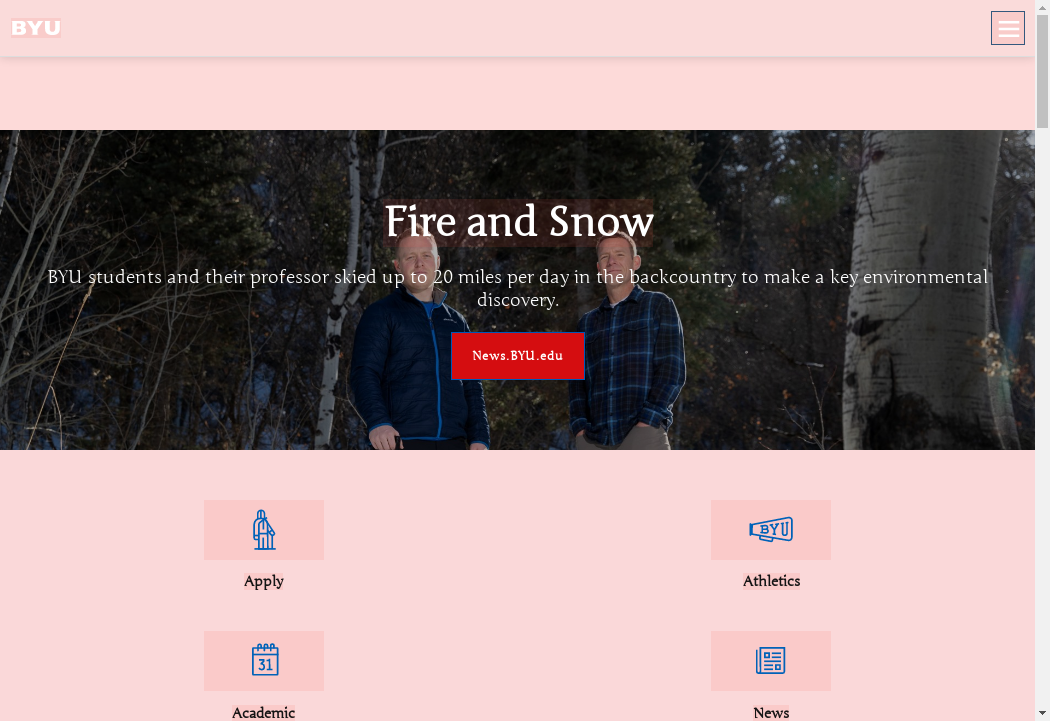 BYU
Fire and Snow
BYU students and their professor skied up to 20 miles per day in the backcountry to make a key environmental
discovery.
News.BYU.edu
BYU
Apply
Athletics
31
Academic
News